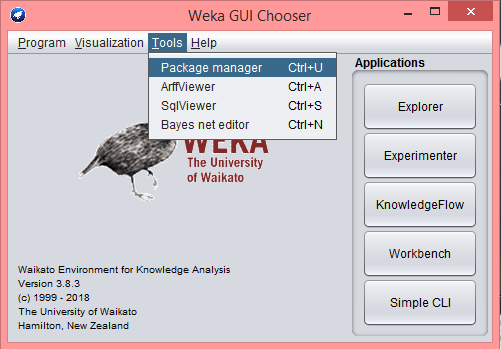 Weka GUI Chooser
Program Visualization Tools Help
Package manager Ctrl+U
ArffViewer Ctrl+A
SqlViewer Ctrl+S
Bayes net editor Ctrl+N
WEKA
The University
of Waikato
Waikato Environment for Knowledge Analysis
Version 3.8.3
(c) 1999 - 2018
The University of Waikato
Hamilton, New Zealand
Applications
Explorer
Experimenter
KnowledgeFlow
Workbench
Simple CLI